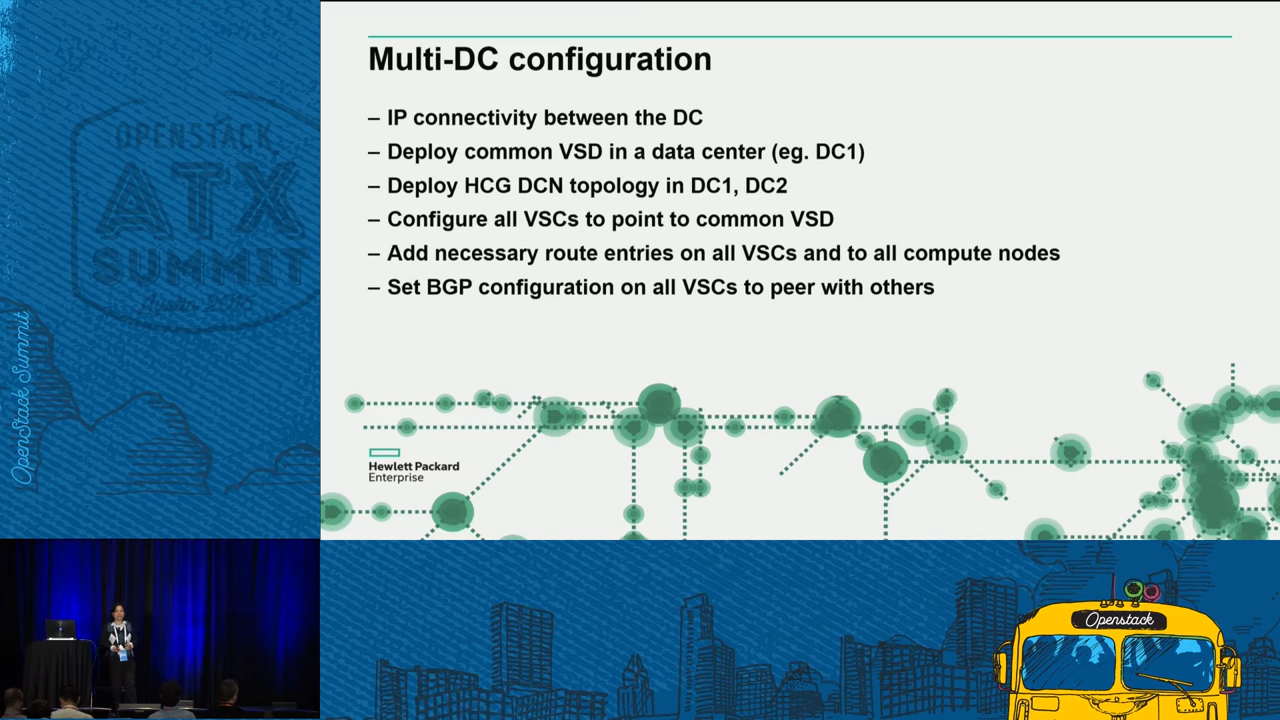 Multi-DC configuration
– IP connectivity between the DC
– Deploy common VSD in a data center (eg. DC1)
– Deploy HCG DCN topology in DC1, DC2
– Configure all VSCs to point to common VSD
– Add necessary route entries on all VSCs and to all compute nodes
– Set BGP configuration on all VSCs to peer with others
Hewlett Packard
Enterprise
OPENSTACK
ATX
SUMMIT
Austin 2016
OpenStack Summit
Openstack